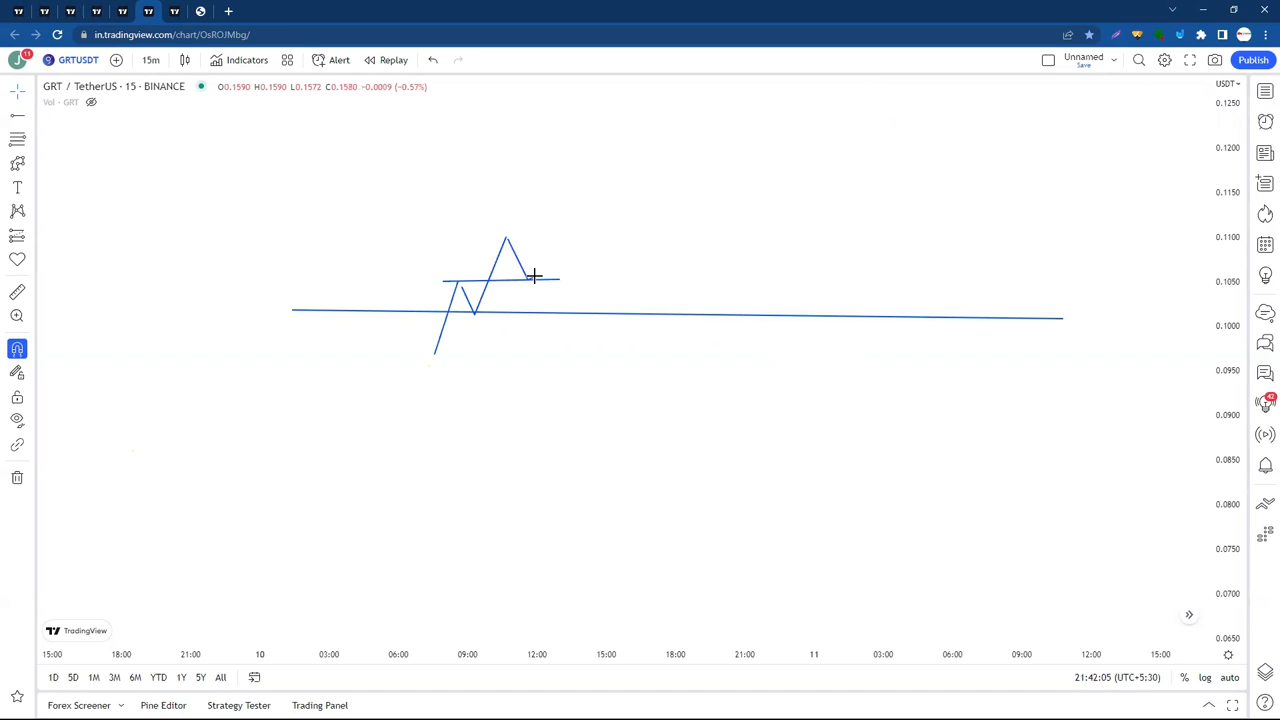 in.tradingview.com/chart/OsROJMbg/
11
GRTUSDT
15m
Indicators
Alert
Replay
Unnamed
Save
Publish
GRT / TetherUS · 15 · BINANCE
O0.1590 H0.1590 L0.1572 C0.1580 −0.0009 (−0.57%)
Vol · GRT
USDT
0.1250
0.1200
0.1150
0.1100
0.1050
0.1000
0.0950
0.0900
0.0850
0.0800
0.0750
0.0700
0.0650
42
TradingView
15:00 18:00 21:00 10 03:00 06:00 09:00 12:00 15:00 18:00 21:00 11 03:00 06:00 09:00 12:00 15:00
1D 5D 1M 3M 6M YTD 1Y 5Y All
21:42:05 (UTC+5:30)
% log auto
Forex Screener Pine Editor Strategy Tester Trading Panel